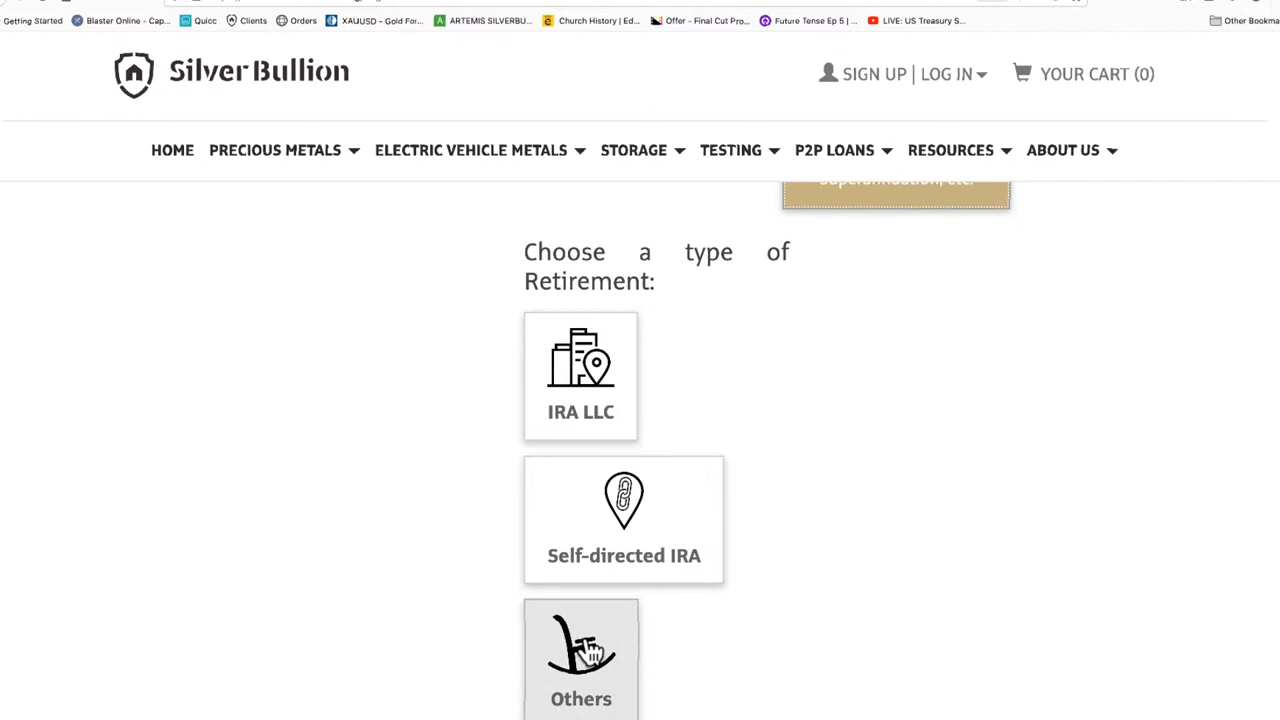 Getting Started Blaster Online - Cap... Quicc Clients Orders XAUUSD - Gold For... ARTEMIS SILVERBU... Church History | Ed... Offer - Final Cut Pro... Future Tense Ep 5 | ... LIVE: US Treasury S... Other Bookma
Silver Bullion
SIGN UP | LOG IN YOUR CART (0)
HOME PRECIOUS METALS ELECTRIC VEHICLE METALS STORAGE TESTING P2P LOANS RESOURCES ABOUT US
Superannuation, etc.
Choose a type of
Retirement:
IRA LLC
Self-directed IRA
Others